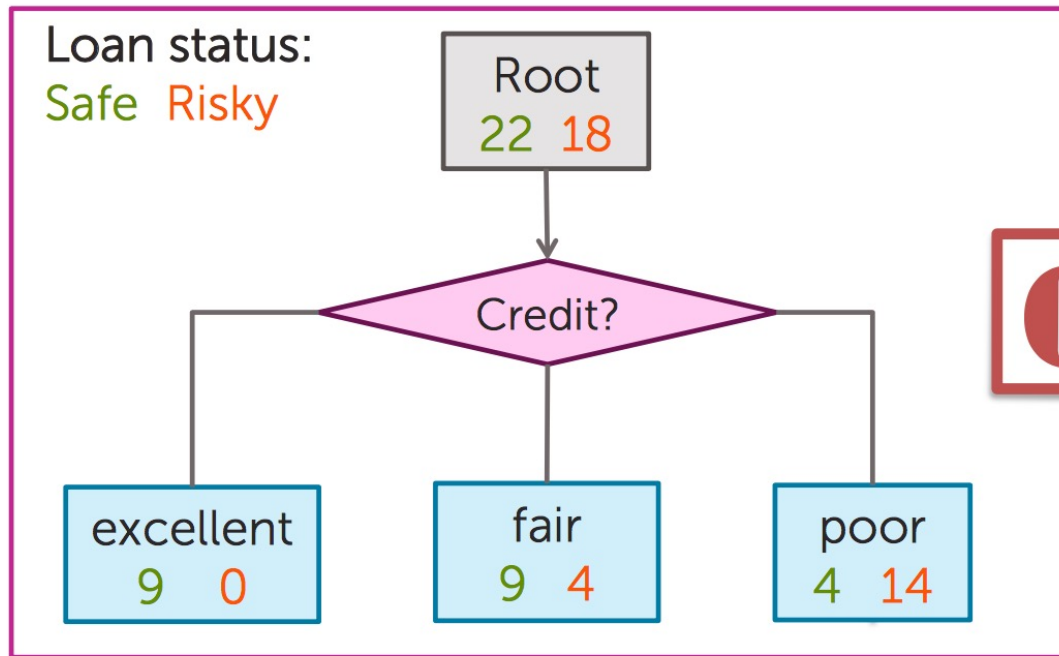 Loan status:
Safe Risky
Root
22 18
Credit?
excellent
9 0
fair
9 4
poor
4 14